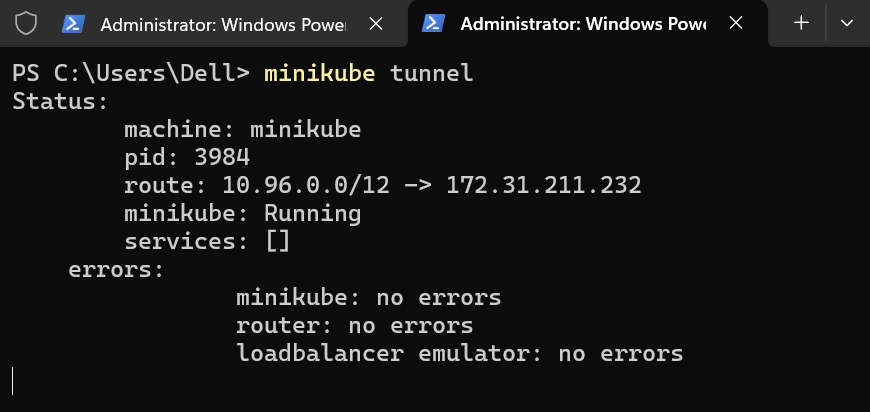 Administrator: Windows Power
Administrator: Windows Powe
PS C:\Users\Dell> minikube tunnel
Status:
machine: minikube
pid: 3984
route: 10.96.0.0/12 -> 172.31.211.232
minikube: Running
services: []
errors:
minikube: no errors
router: no errors
loadbalancer emulator: no errors